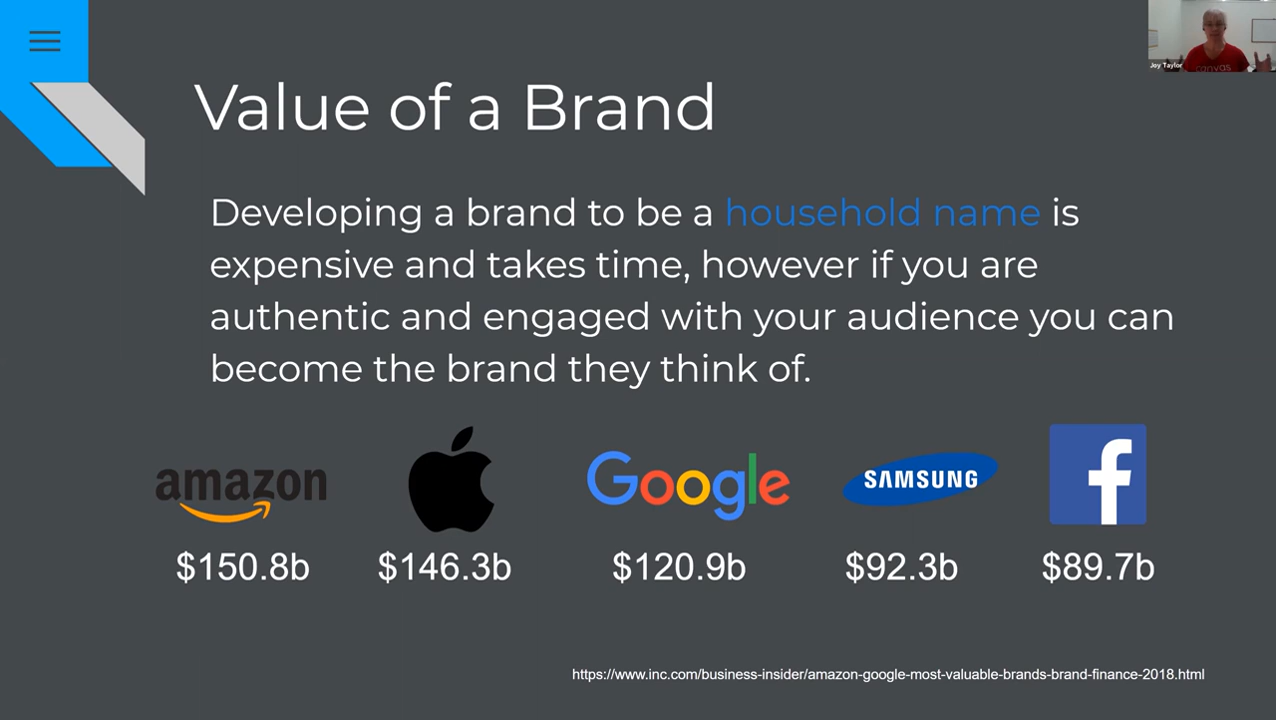 Joy Taylor
canvas
Value of a Brand
Developing a brand to be a household name is
expensive and takes time, however if you are
authentic and engaged with your audience you can
become the brand they think of.
amazon
Google
SAMSUNG
f
$150.8b
$146.3b
$120.9b
$92.3b
$89.7b
https://www.inc.com/business-insider/amazon-google-most-valuable-brands-brand-finance-2018.html